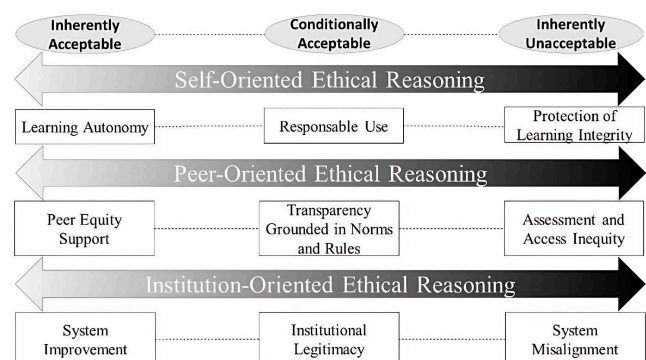 Inherently
Acceptable
Conditionally
Acceptable
Inherently
Unacceptable
Self-Oriented Ethical Reasoning
Learning Autonomy
Responsable Use
Protection of
Learning Integrity
Peer-Oriented Ethical Reasoning
Peer Equity
Support
Transparency
Grounded in Norms
and Rules
Assessment and
Access Inequity
Institution-Oriented Ethical Reasoning
System
Improvement
Institutional
Legitimacy
System
Misalignment